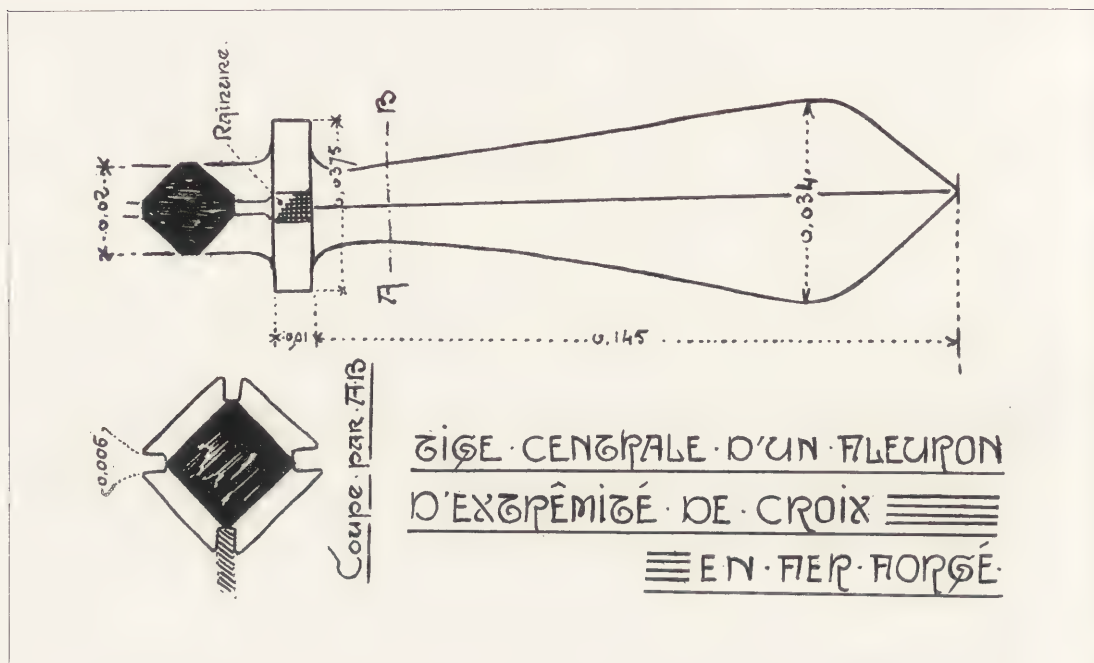 Rainure.
0.02
0.0375
A B
0.034
0,01
0.145
0.006
Coupe par A·B
TIGE · CENTRALE · D'UN · FLEURON
D'EXTRÊMITÉ · DE · CROIX
EN · FER · FORGÉ ·